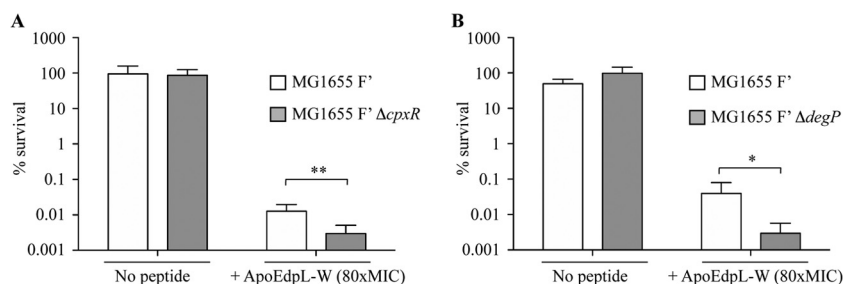 A
% survival
1000
100
10
1
0.1
0.01
0.001
MG1655 F'
MG1655 F' ΔcpxR
**
No peptide
+ ApoEdpL-W (80xMIC)
B
% survival
1000
100
10
1
0.1
0.01
0.001
MG1655 F'
MG1655 F' ΔdegP
*
No peptide
+ ApoEdpL-W (80xMIC)